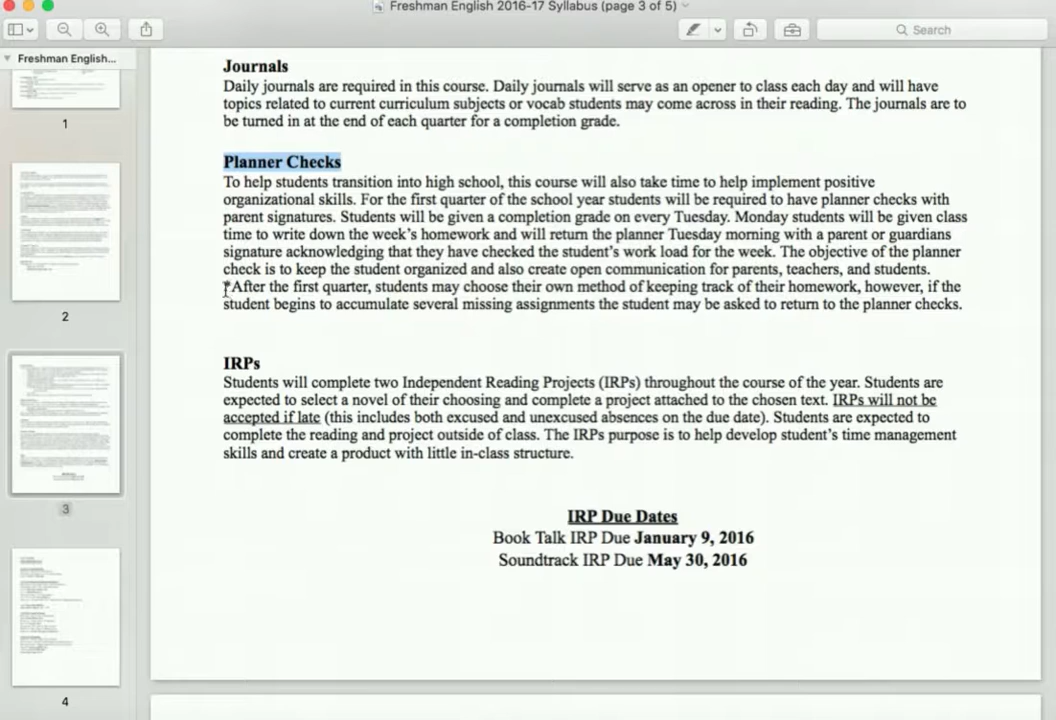 Freshman English 2016-17 Syllabus (page 3 of 5)
Search
Freshman English...
1
2
3
4
Journals
Daily journals are required in this course. Daily journals will serve as an opener to class each day and will have
topics related to current curriculum subjects or vocab students may come across in their reading. The journals are to
be turned in at the end of each quarter for a completion grade.
Planner Checks
To help students transition into high school, this course will also take time to help implement positive
organizational skills. For the first quarter of the school year students will be required to have planner checks with
parent signatures. Students will be given a completion grade on every Tuesday. Monday students will be given class
time to write down the week's homework and will return the planner Tuesday morning with a parent or guardians
signature acknowledging that they have checked the student's work load for the week. The objective of the planner
check is to keep the student organized and also create open communication for parents, teachers, and students.
*After the first quarter, students may choose their own method of keeping track of their homework, however, if the
student begins to accumulate several missing assignments the student may be asked to return to the planner checks.
IRPs
Students will complete two Independent Reading Projects (IRPs) throughout the course of the year. Students are
expected to select a novel of their choosing and complete a project attached to the chosen text. IRPs will not be
accepted if late (this includes both excused and unexcused absences on the due date). Students are expected to
complete the reading and project outside of class. The IRPs purpose is to help develop student's time management
skills and create a product with little in-class structure.
IRP Due Dates
Book Talk IRP Due January 9, 2016
Soundtrack IRP Due May 30, 2016